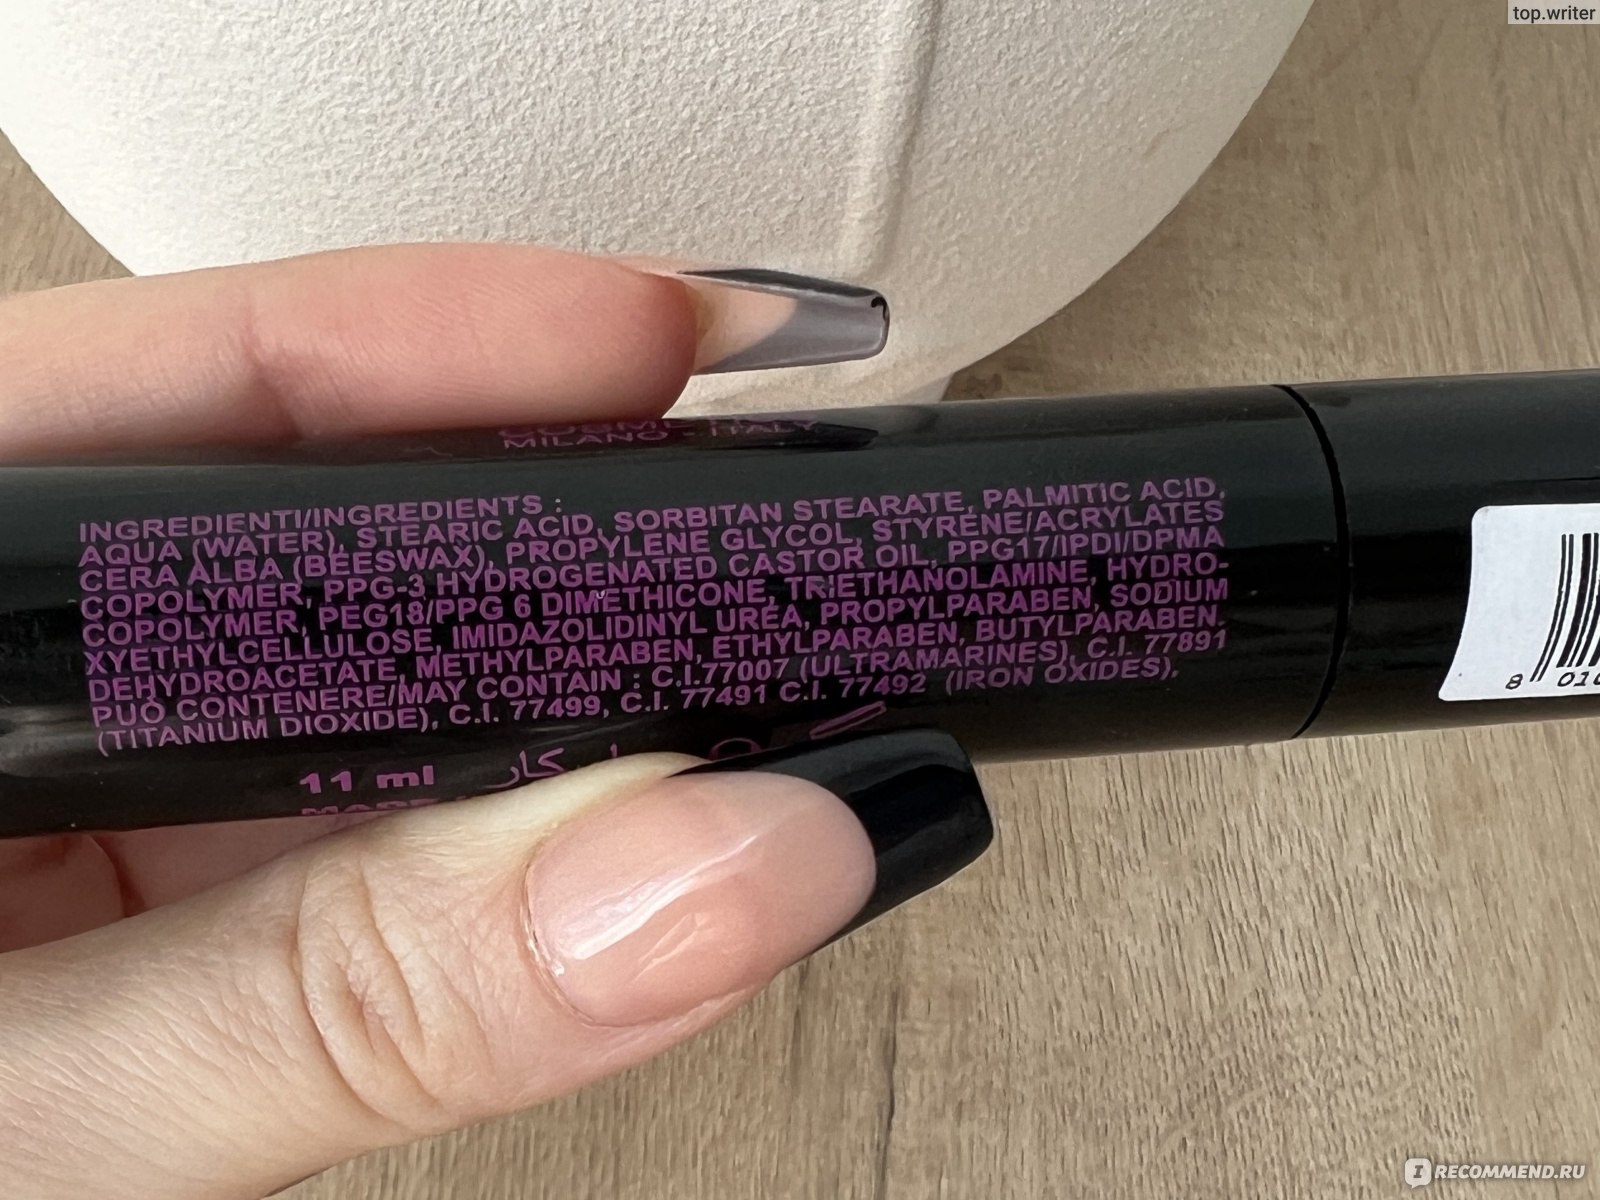 top.writer
MILANO - ITALY
INGREDIENTI/INGREDIENTS :
AQUA (WATER), STEARIC ACID, SORBITAN STEARATE, PALMITIC ACID,
CERA ALBA (BEESWAX), PROPYLENE GLYCOL, STYRENE/ACRYLATES
COPOLYMER, PPG-3 HYDROGENATED CASTOR OIL, PPG17/IPDI/DPMA
COPOLYMER, PEG18/PPG 6 DIMETHICONE, TRIETHANOLAMINE, HYDRO-
XYETHYLCELLULOSE, IMIDAZOLIDINYL UREA, PROPYLPARABEN, SODIUM
DEHYDROACETATE, METHYLPARABEN, ETHYLPARABEN, BUTYLPARABEN.
PUÒ CONTENERE/MAY CONTAIN : C.I.77007 (ULTRAMARINES), C.I. 77891
(TITANIUM DIOXIDE), C.I. 77499, C.I. 77491 C.I. 77492 (IRON OXIDES).
11 ml
8 010
IRECOMMEND.RU